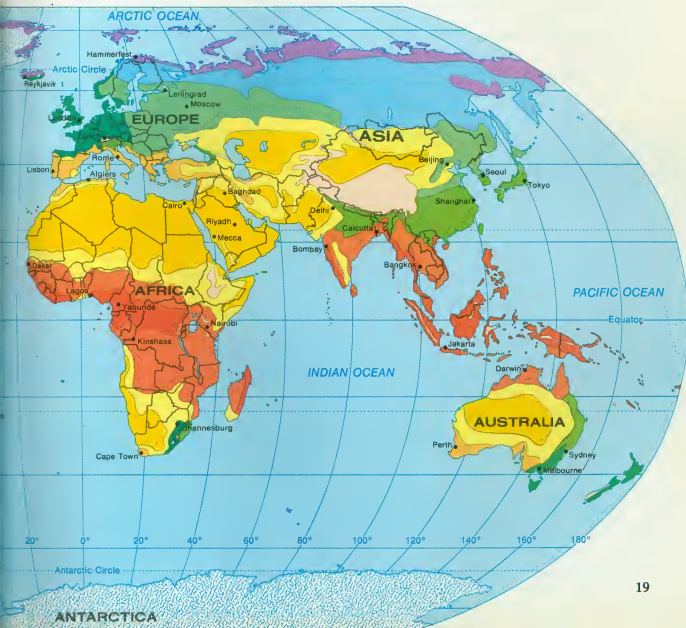 ARCTIC OCEAN
Hammerfest
Arctic Circle
Reykjavik
Leningrad
Moscow
London
EUROPE
ASIA
Rome
Beijing
Lisbon
Algiers
Seoul
Tokyo
Baghdad
Cairo
Delhi
Shanghai
Riyadh
Calcutta
Mecca
Bombay
Dakar
Bangkok
Lagos
AFRICA
PACIFIC OCEAN
Yaounde
Equator
Nairobi
Kinshasa
Jakarta
INDIAN OCEAN
Darwin
AUSTRALIA
Johannesburg
Perth
Sydney
Cape Town
Melbourne
20° 0° 20° 40° 60° 80° 100° 120° 140° 160° 180°
Antarctic Circle
19
ANTARCTICA